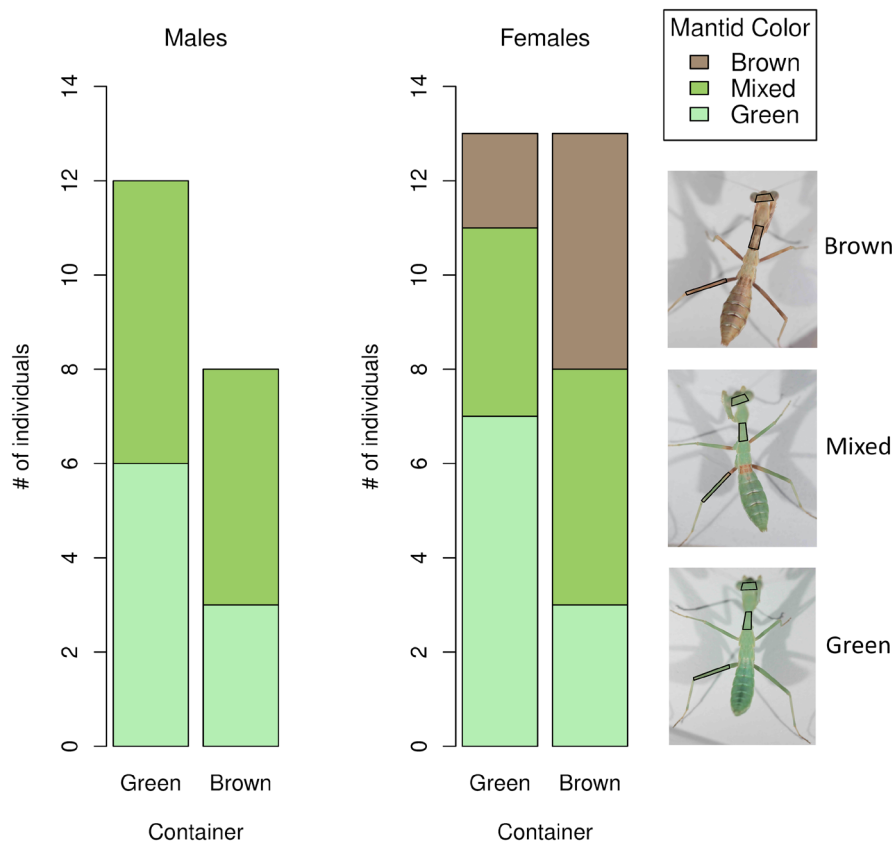 Males
Females
Mantid Color
Brown
Mixed
Green
# of individuals
0
2
4
6
8
10
12
14
Green
Brown
Container
# of individuals
0
2
4
6
8
10
12
14
Green
Brown
Container
Brown
Mixed
Green